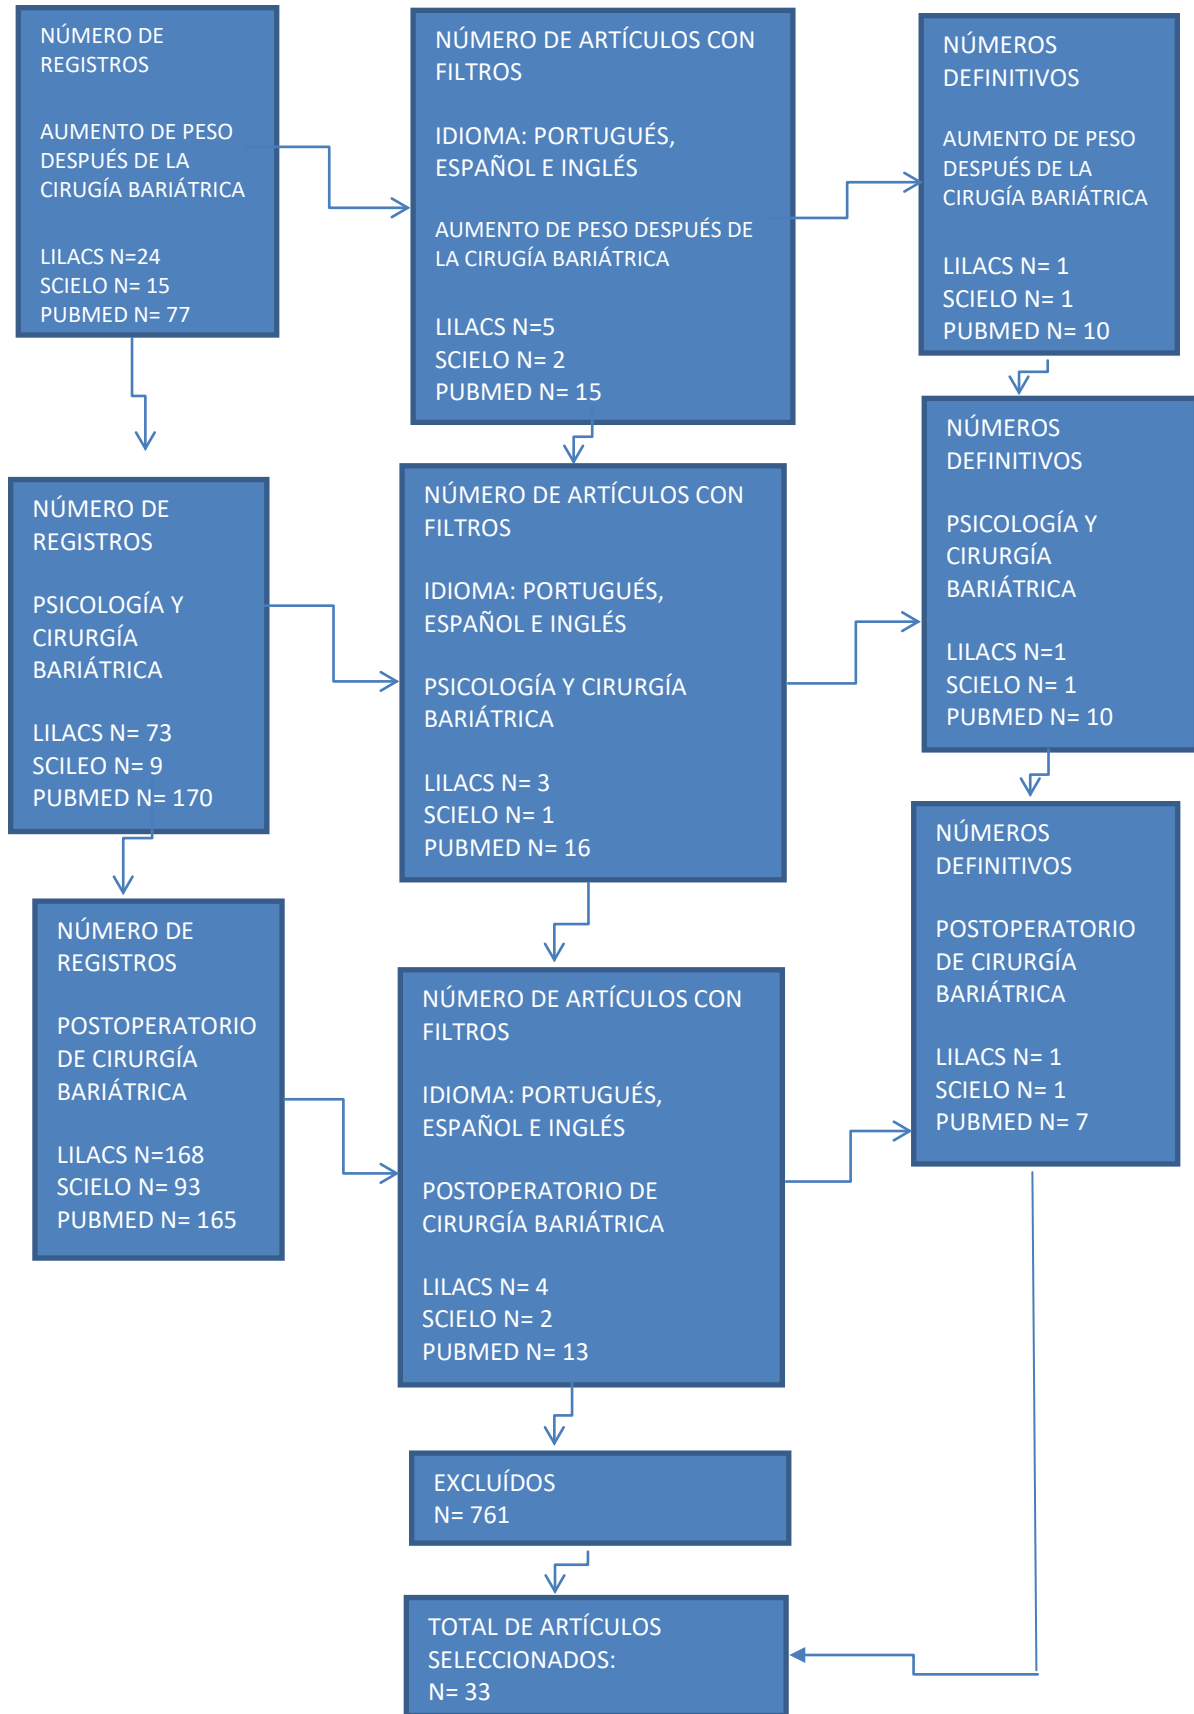 NÚMERO DE
REGISTROS
AUMENTO DE PESO
DESPUÉS DE LA
CIRUGÍA BARIÁTRICA
LILACS N=24
SCIELO N= 15
PUBMED N= 77
NÚMERO DE ARTÍCULOS CON
FILTROS
IDIOMA: PORTUGUÉS,
ESPAÑOL E INGLÉS
AUMENTO DE PESO DESPUÉS DE
LA CIRUGÍA BARIÁTRICA
LILACS N=5
SCIELO N= 2
PUBMED N= 15
NÚMEROS
DEFINITIVOS
AUMENTO DE PESO
DESPUÉS DE LA
CIRUGÍA BARIÁTRICA
LILACS N= 1
SCIELO N= 1
PUBMED N= 10
NÚMERO DE
REGISTROS
PSICOLOGÍA Y
CIRURGÍA
BARIÁTRICA
LILACS N= 73
SCILEO N= 9
PUBMED N= 170
NÚMERO DE ARTÍCULOS CON
FILTROS
IDIOMA: PORTUGUÉS,
ESPAÑOL E INGLÉS
PSICOLOGÍA Y CIRURGÍA
BARIÁTRICA
LILACS N= 3
SCIELO N= 1
PUBMED N= 16
NÚMEROS
DEFINITIVOS
PSICOLOGÍA Y
CIRURGÍA
BARIÁTRICA
LILACS N=1
SCIELO N= 1
PUBMED N= 10
NÚMERO DE
REGISTROS
POSTOPERATORIO
DE CIRURGÍA
BARIÁTRICA
LILACS N=168
SCIELO N= 93
PUBMED N= 165
NÚMERO DE ARTÍCULOS CON
FILTROS
IDIOMA: PORTUGUÉS,
ESPAÑOL E INGLÉS
POSTOPERATORIO DE
CIRURGÍA BARIÁTRICA
LILACS N= 4
SCIELO N= 2
PUBMED N= 13
NÚMEROS
DEFINITIVOS
POSTOPERATORIO
DE CIRURGÍA
BARIÁTRICA
LILACS N= 1
SCIELO N= 1
PUBMED N= 7
EXCLUÍDOS
N= 761
TOTAL DE ARTÍCULOS
SELECCIONADOS:
N= 33